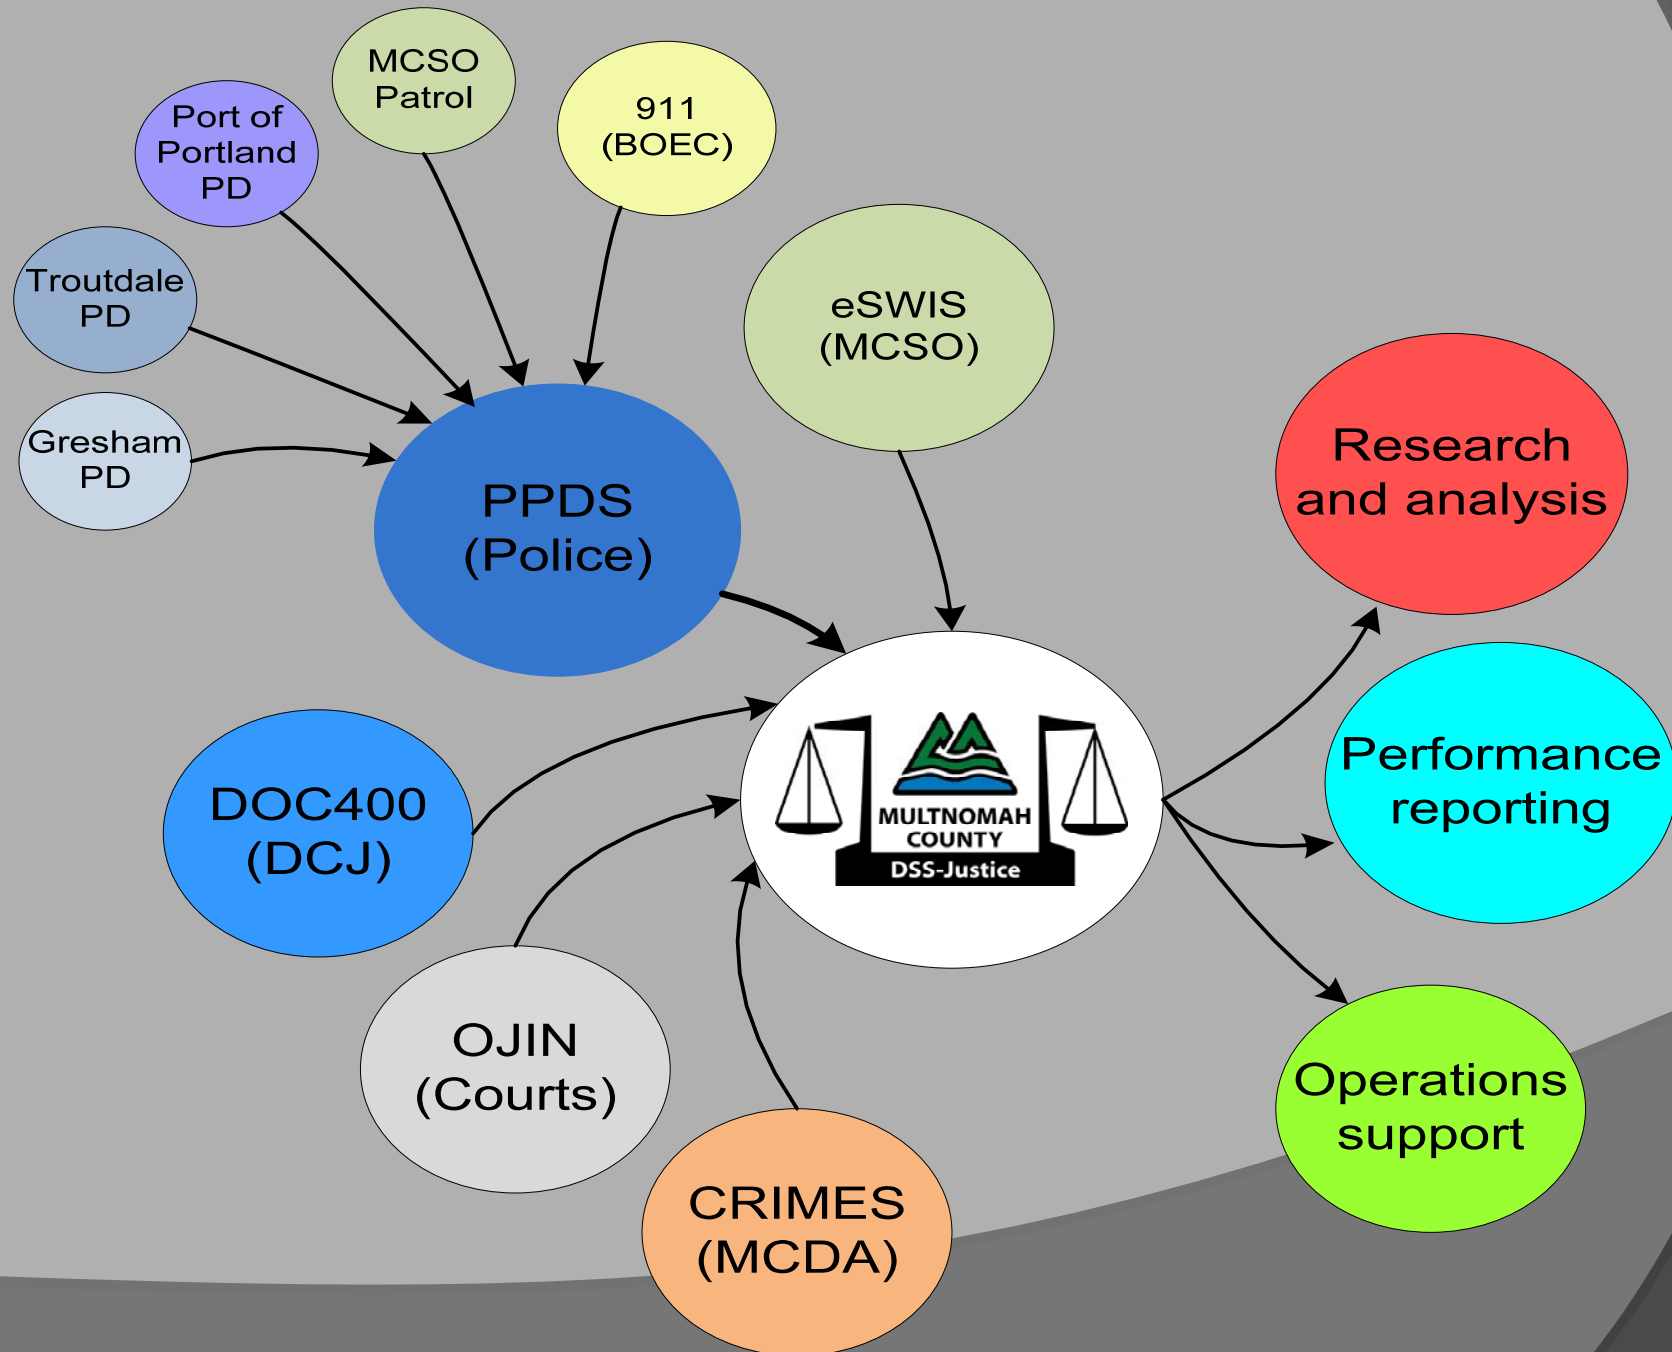 MCSO
Patrol
911
(BOEC)
Port of
Portland
PD
Troutdale
PD
Gresham
PD
eSWIS
(MCSO)
PPDS
(Police)
Research
and analysis
Performance
reporting
MULTNOMAH
COUNTY
DSS-Justice
DOC400
(DCJ)
OJIN
(Courts)
Operations
support
CRIMES
(MCDA)